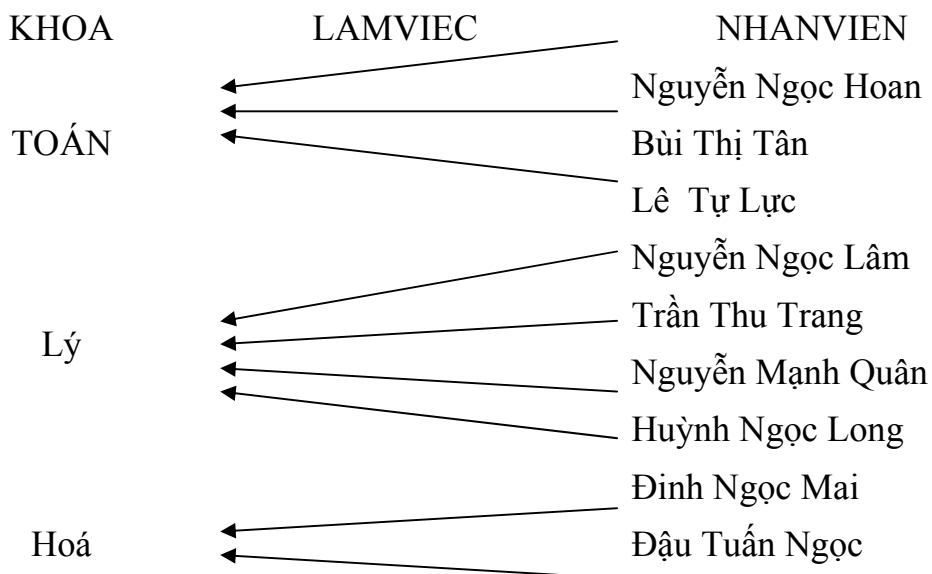 KHOA LAMVIEC NHANVIEN
Nguyễn Ngọc Hoan
TOÁN Bùi Thị Tân
Lê Tự Lực
Nguyễn Ngọc Lâm
Trần Thu Trang
Lý
Nguyễn Mạnh Quân
Huỳnh Ngọc Long
Đinh Ngọc Mai
Hoá Đậu Tuấn Ngọc